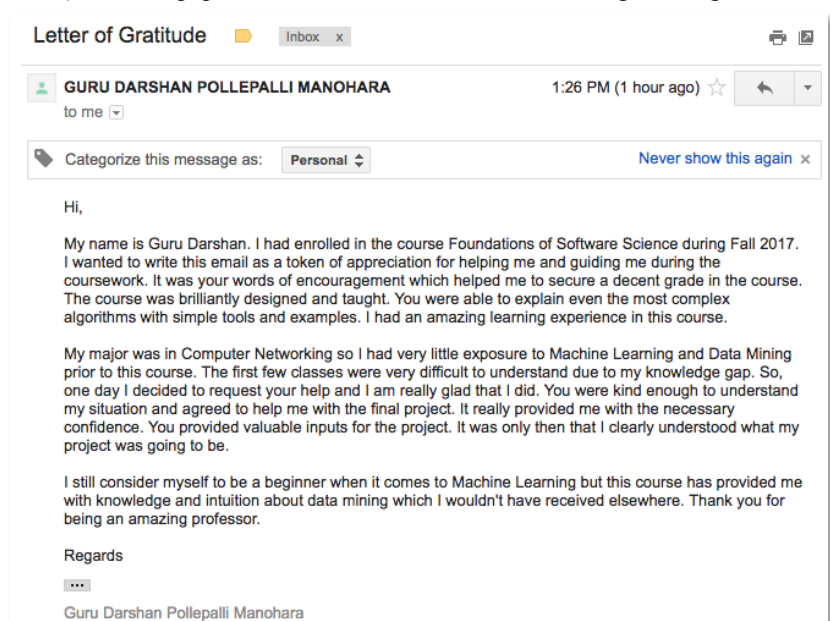 Letter of Gratitude Inbox x
GURU DARSHAN POLLEPALLI MANOHARA 1:26 PM (1 hour ago)
to me
Categorize this message as: Personal Never show this again ×
Hi,
My name is Guru Darshan. I had enrolled in the course Foundations of Software Science during Fall 2017.
I wanted to write this email as a token of appreciation for helping me and guiding me during the
coursework. It was your words of encouragement which helped me to secure a decent grade in the course.
The course was brilliantly designed and taught. You were able to explain even the most complex
algorithms with simple tools and examples. I had an amazing learning experience in this course.
My major was in Computer Networking so I had very little exposure to Machine Learning and Data Mining
prior to this course. The first few classes were very difficult to understand due to my knowledge gap. So,
one day I decided to request your help and I am really glad that I did. You were kind enough to understand
my situation and agreed to help me with the final project. It really provided me with the necessary
confidence. You provided valuable inputs for the project. It was only then that I clearly understood what my
project was going to be.
I still consider myself to be a beginner when it comes to Machine Learning but this course has provided me
with knowledge and intuition about data mining which I wouldn't have received elsewhere. Thank you for
being an amazing professor.
Regards
...
Guru Darshan Pollepalli Manohara